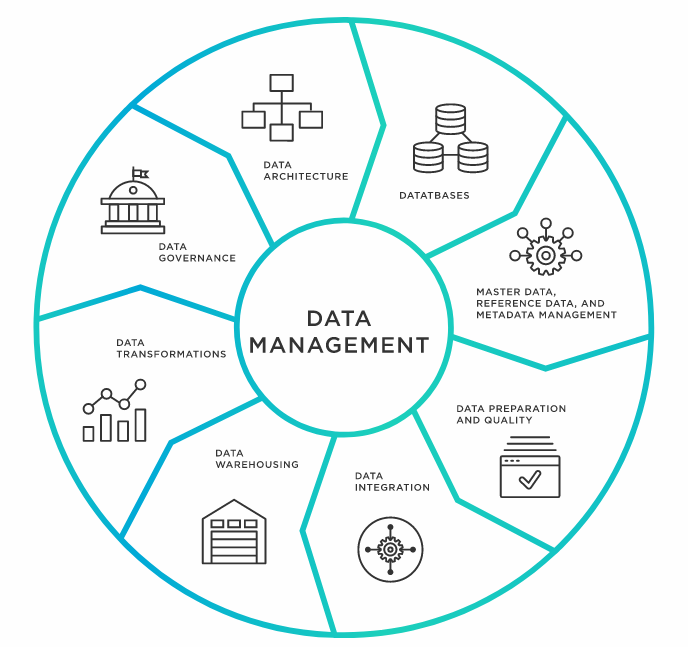 DATA
ARCHITECTURE
DATATBASES
DATA
GOVERNANCE
MASTER DATA,
REFERENCE DATA, AND
METADATA MANAGEMENT
DATA
MANAGEMENT
DATA
TRANSFORMATIONS
DATA PREPARATION
AND QUALITY
DATA
WAREHOUSING
DATA
INTEGRATION